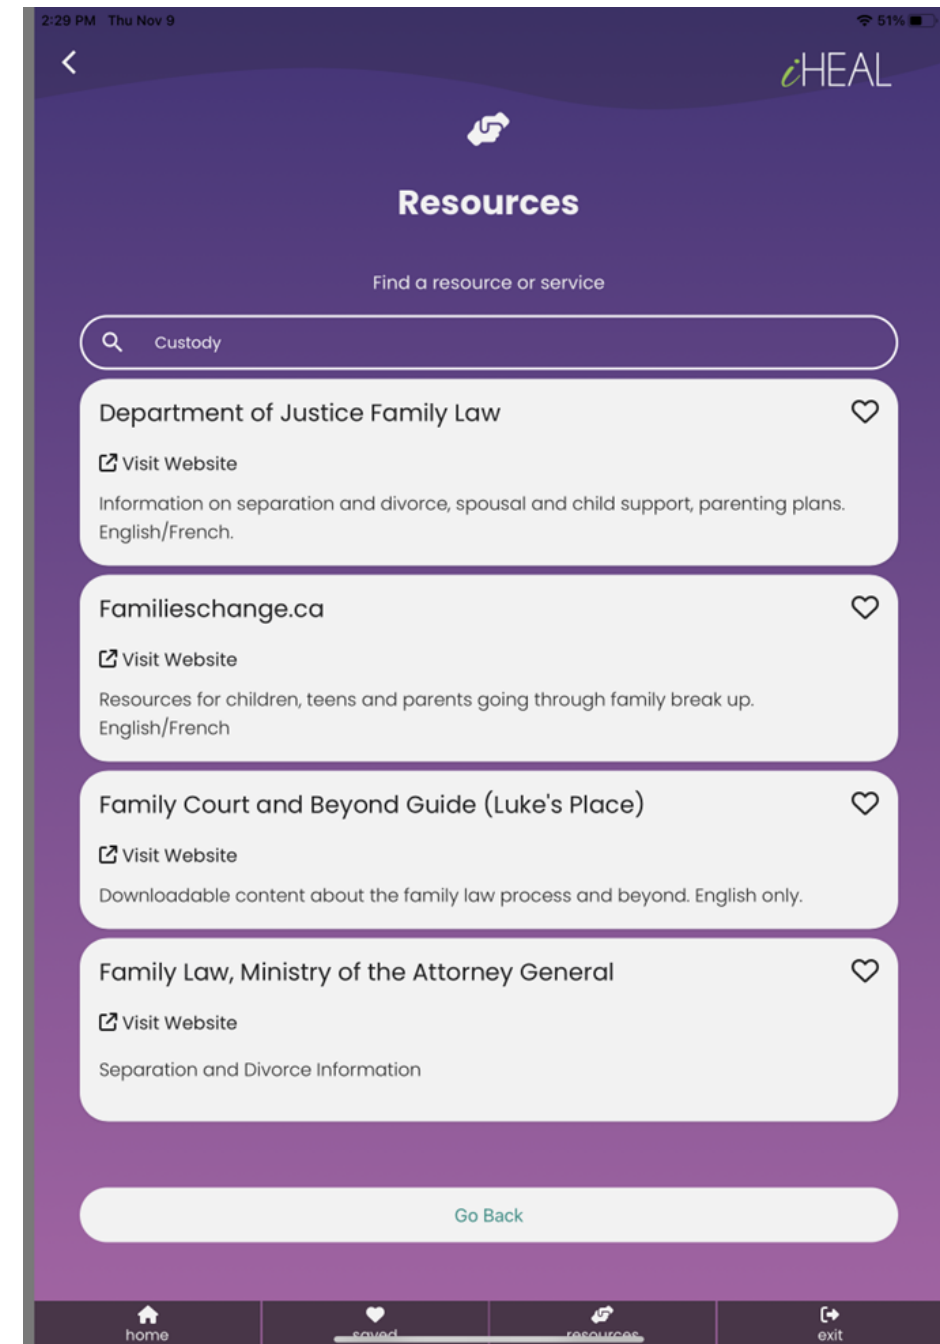 2:29 PM Thu Nov 9
51%
iHEAL
Resources
Find a resource or service
Custody
Department of Justice Family Law
Visit Website
Information on separation and divorce, spousal and child support, parenting plans.
English/French.
Familieschange.ca
Visit Website
Resources for children, teens and parents going through family break up.
English/French
Family Court and Beyond Guide (Luke's Place)
Visit Website
Downloadable content about the family law process and beyond. English only.
Family Law, Ministry of the Attorney General
Visit Website
Separation and Divorce Information
Go Back
home
saved
resources
exit